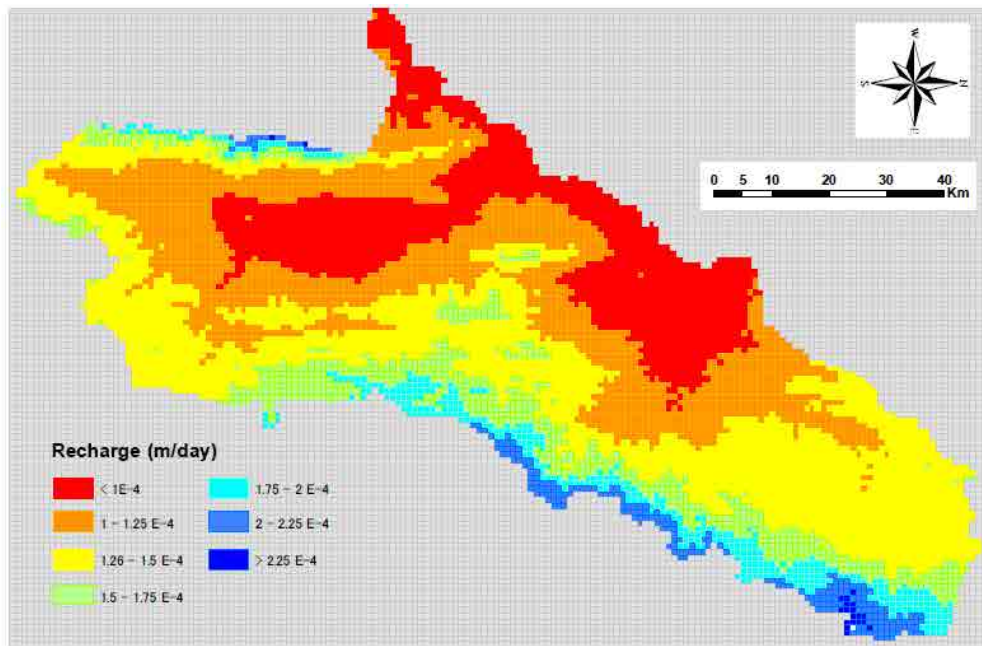 W
S N
E
0 5 10 20 30 40
Km
Recharge (m/day)
< 1E-4
1.75 - 2 E-4
1 - 1.25 E-4
2 - 2.25 E-4
1.26 - 1.5 E-4
> 2.25 E-4
1.5 - 1.75 E-4